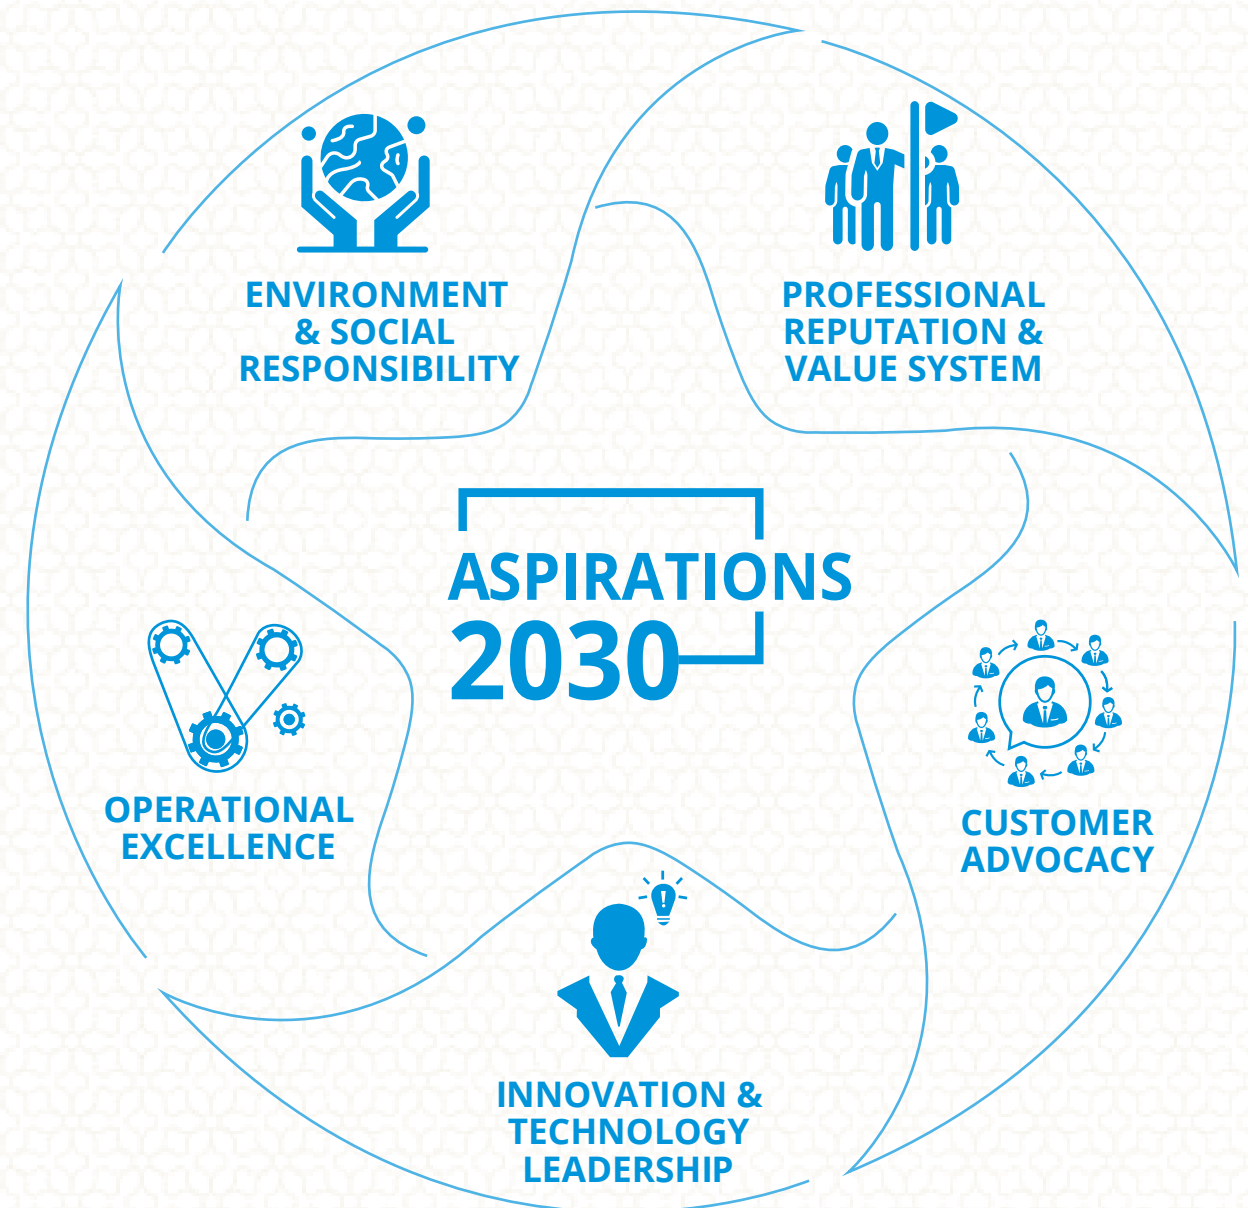 ENVIRONMENT
& SOCIAL
RESPONSIBILITY
PROFESSIONAL
REPUTATION &
VALUE SYSTEM
ASPIRATIONS
2030
OPERATIONAL
EXCELLENCE
CUSTOMER
ADVOCACY
INNOVATION &
TECHNOLOGY
LEADERSHIP